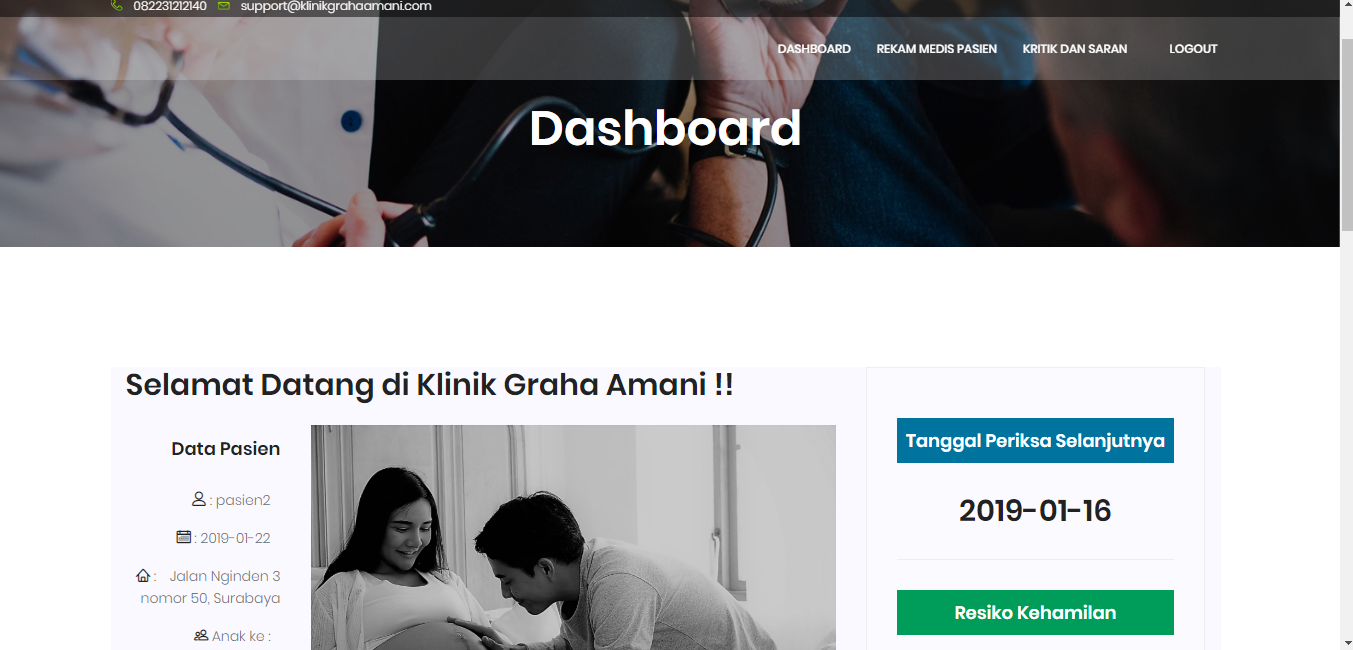 082231212140 support@klinikgrahaamani.com
DASHBOARD REKAM MEDIS PASIEN KRITIK DAN SARAN LOGOUT
Dashboard
Selamat Datang di Klinik Graha Amani !!
Data Pasien
: pasien2
: 2019-01-22
: Jalan Nginden 3
nomor 50, Surabaya
Anak ke :
Tanggal Periksa Selanjutnya
2019-01-16
Resiko Kehamilan